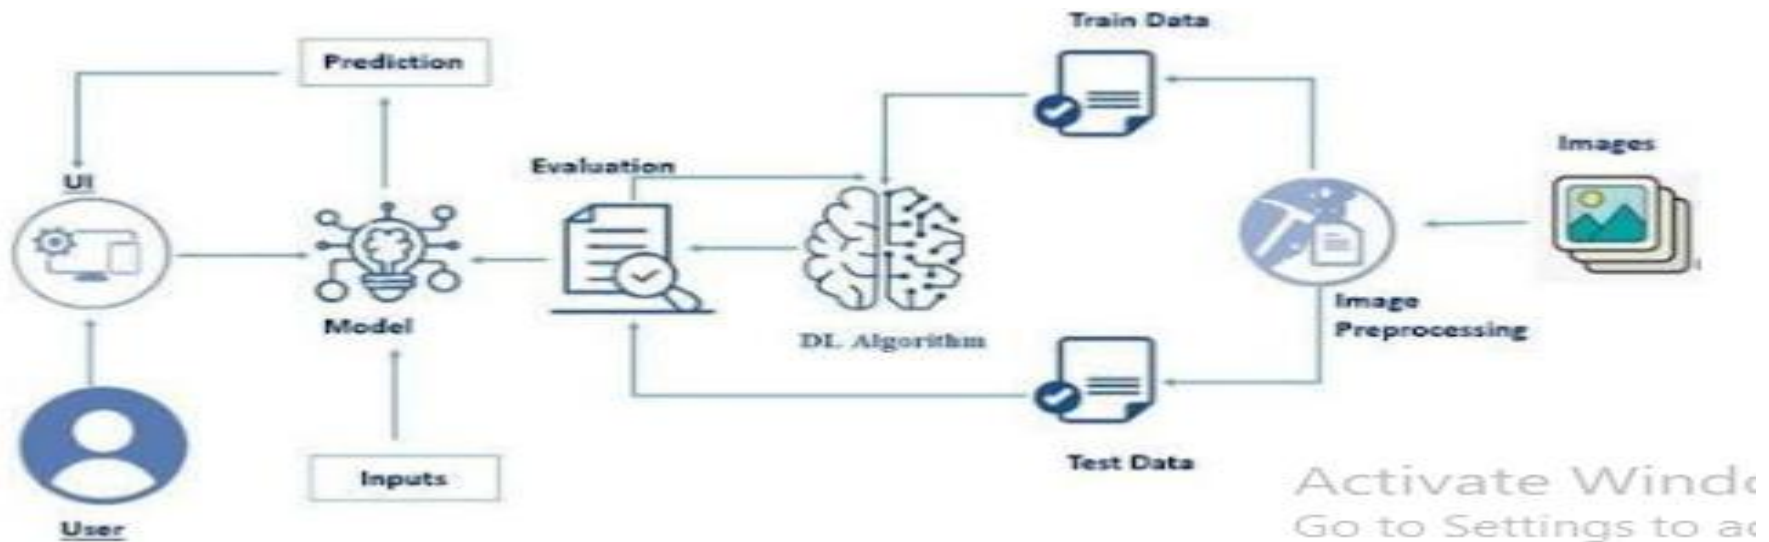 Train Data
Prediction
Images
Evaluation
UI
Image
Preprocessing
Model
DL Algorithm
Test Data
Inputs
User
Activate Windo
Go to Settings to ac